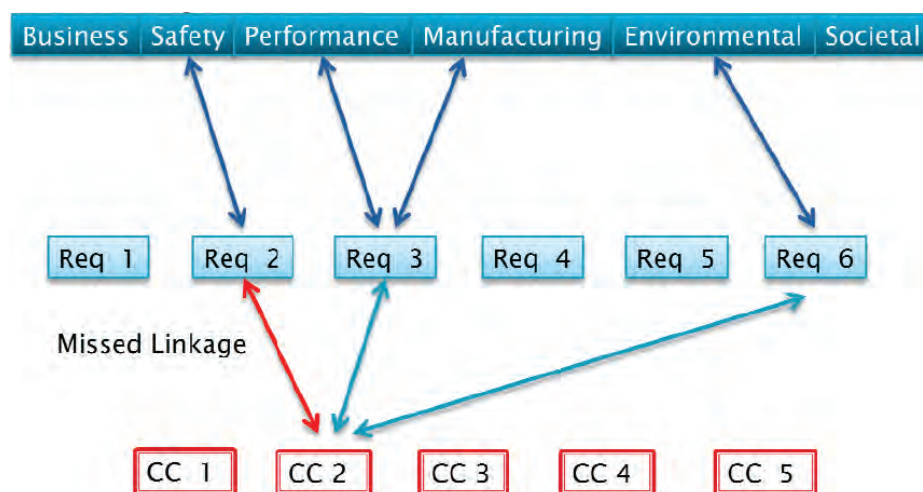 Business Safety Performance Manufacturing Environmental Societal
Req 1 Req 2 Req 3 Req 4 Req 5 Req 6
Missed Linkage
CC 1 CC 2 CC 3 CC 4 CC 5